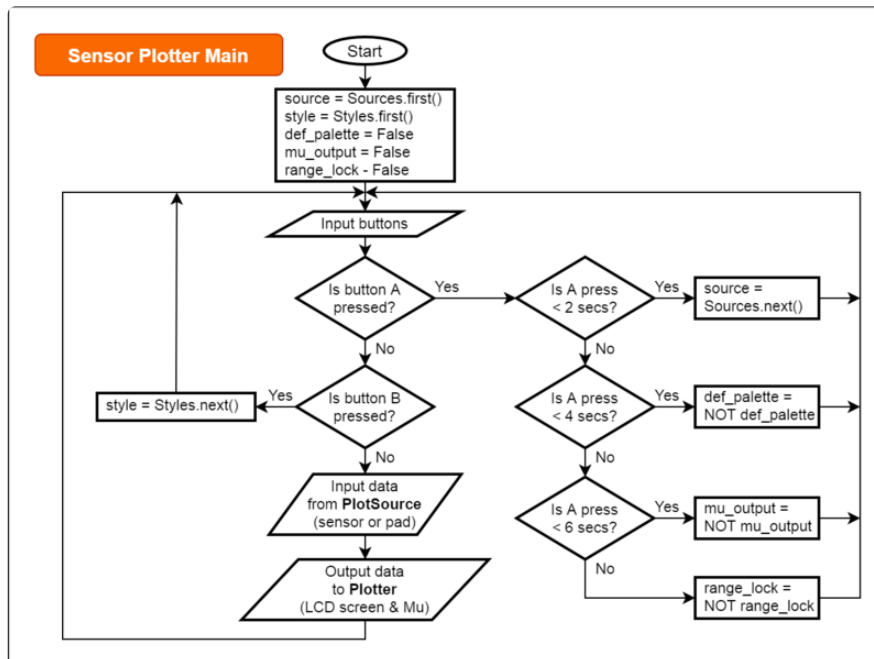 Sensor Plotter Main
Start
source = Sources.first()
style = Styles.first()
def_palette = False
mu_output = False
range_lock - False
Input buttons
Is button A
pressed?
Yes
Is A press
< 2 secs?
Yes
source =
Sources.next()
No
No
style = Styles.next()
Yes
Is button B
pressed?
Is A press
< 4 secs?
Yes
def_palette =
NOT def_palette
No
No
Input data
from PlotSource
(sensor or pad)
Is A press
< 6 secs?
Yes
mu_output =
NOT mu_output
No
Output data
to Plotter
(LCD screen & Mu)
range_lock =
NOT range_lock